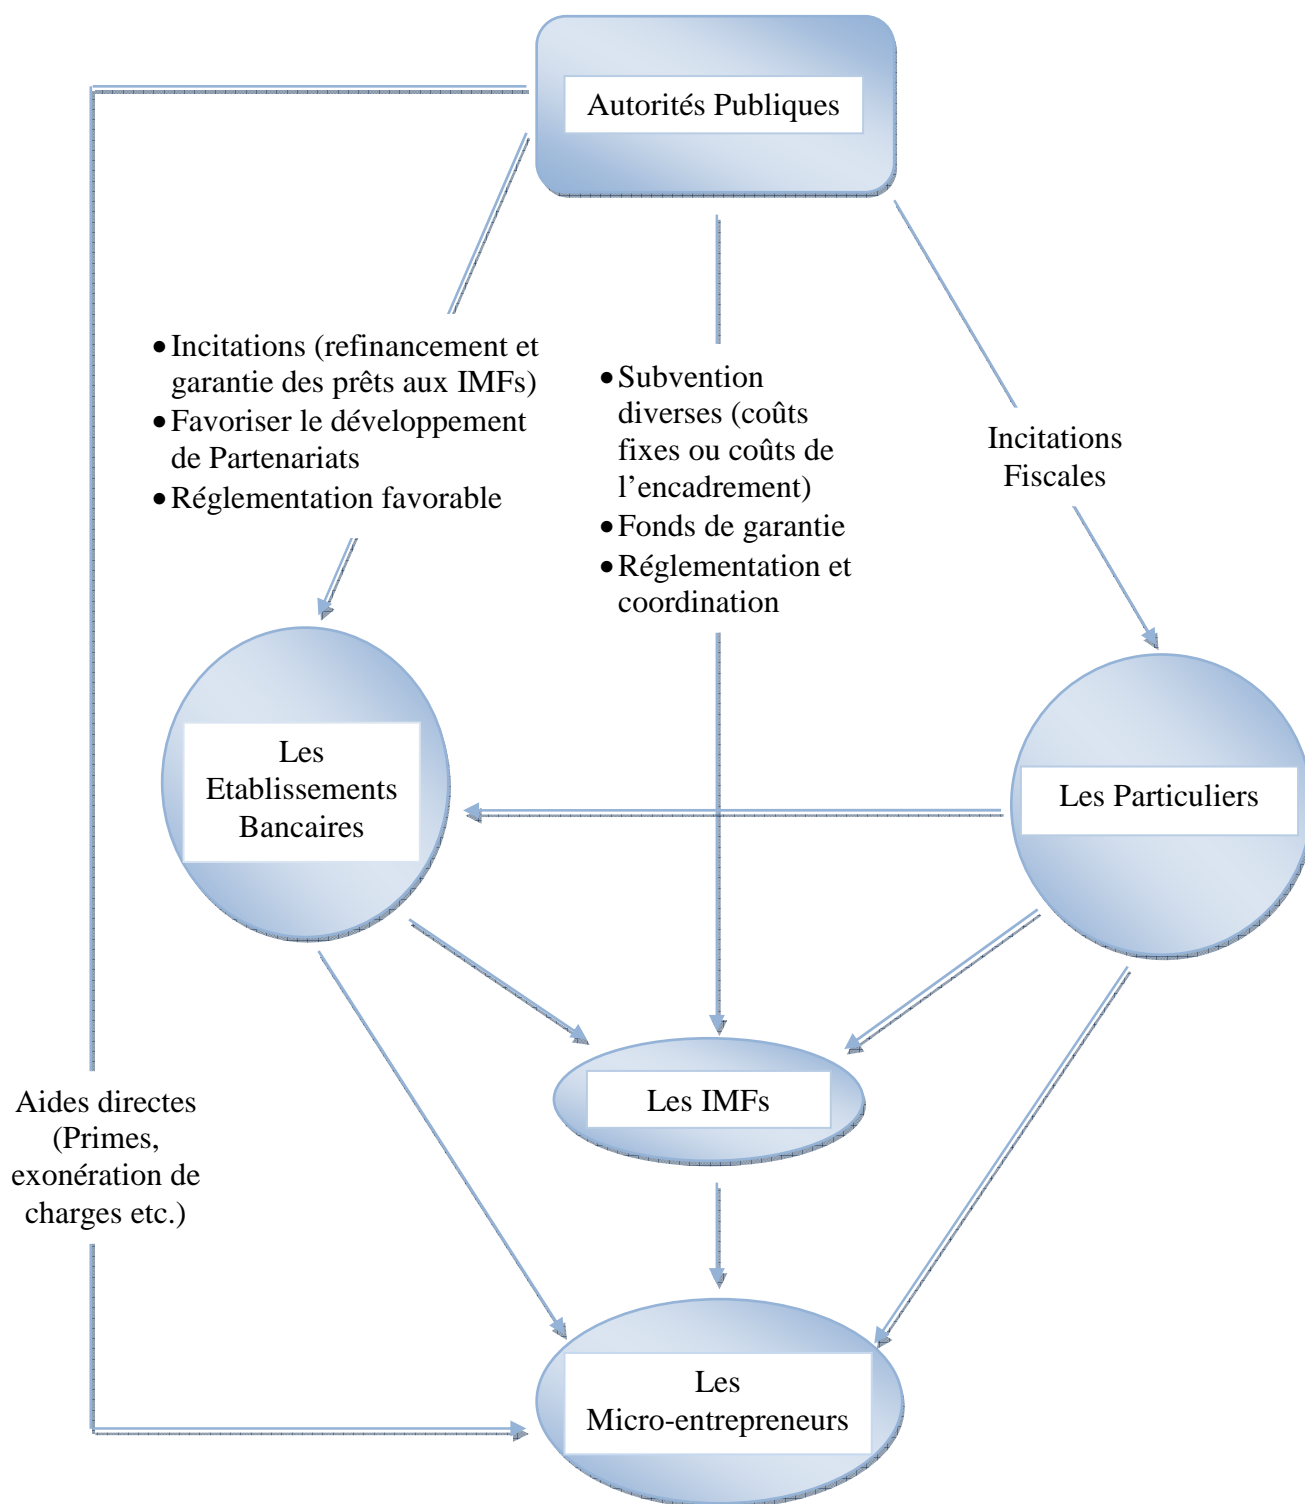 Autorités Publiques
• Incitations (refinancement et
garantie des prêts aux IMFs)
• Favoriser le développement
de Partenariats
• Réglementation favorable
• Subvention
diverses (coûts
fixes ou coûts de
l’encadrement)
• Fonds de garantie
• Réglementation et
coordination
Incitations
Fiscales
Les
Etablissements
Bancaires
Les Particuliers
Les IMFs
Aides directes
(Primes,
exonération de
charges etc.)
Les
Micro-entrepreneurs